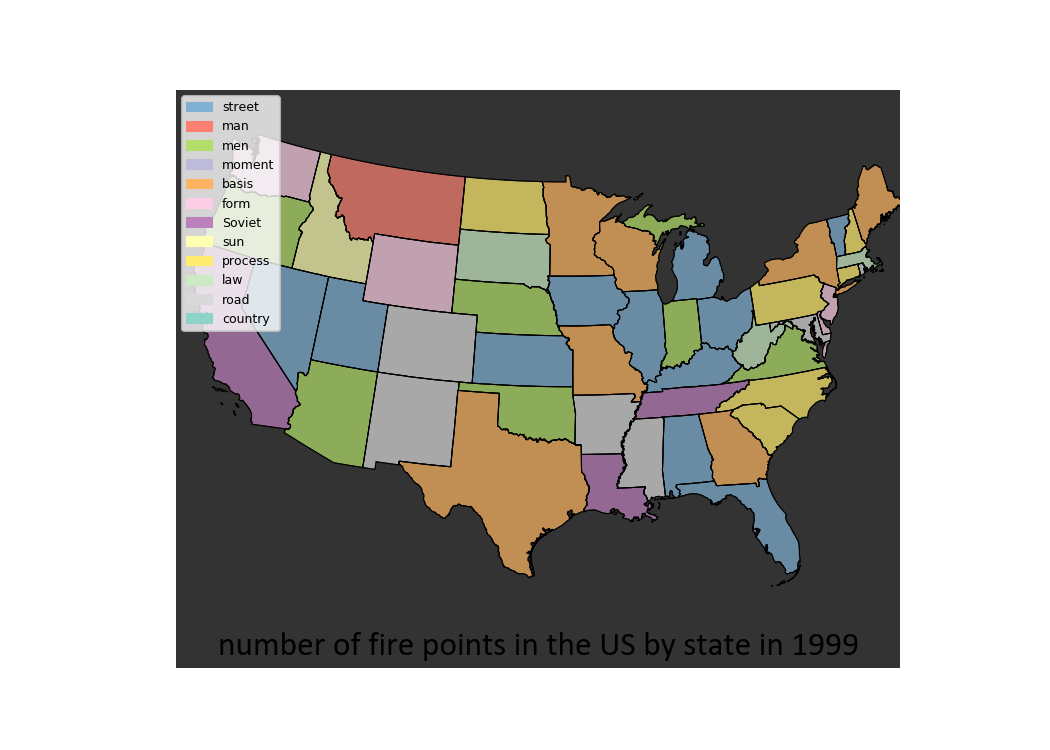 street
man
men
moment
basis
form
Soviet
sun
process
law
road
country
number of fire points in the US by state in 1999